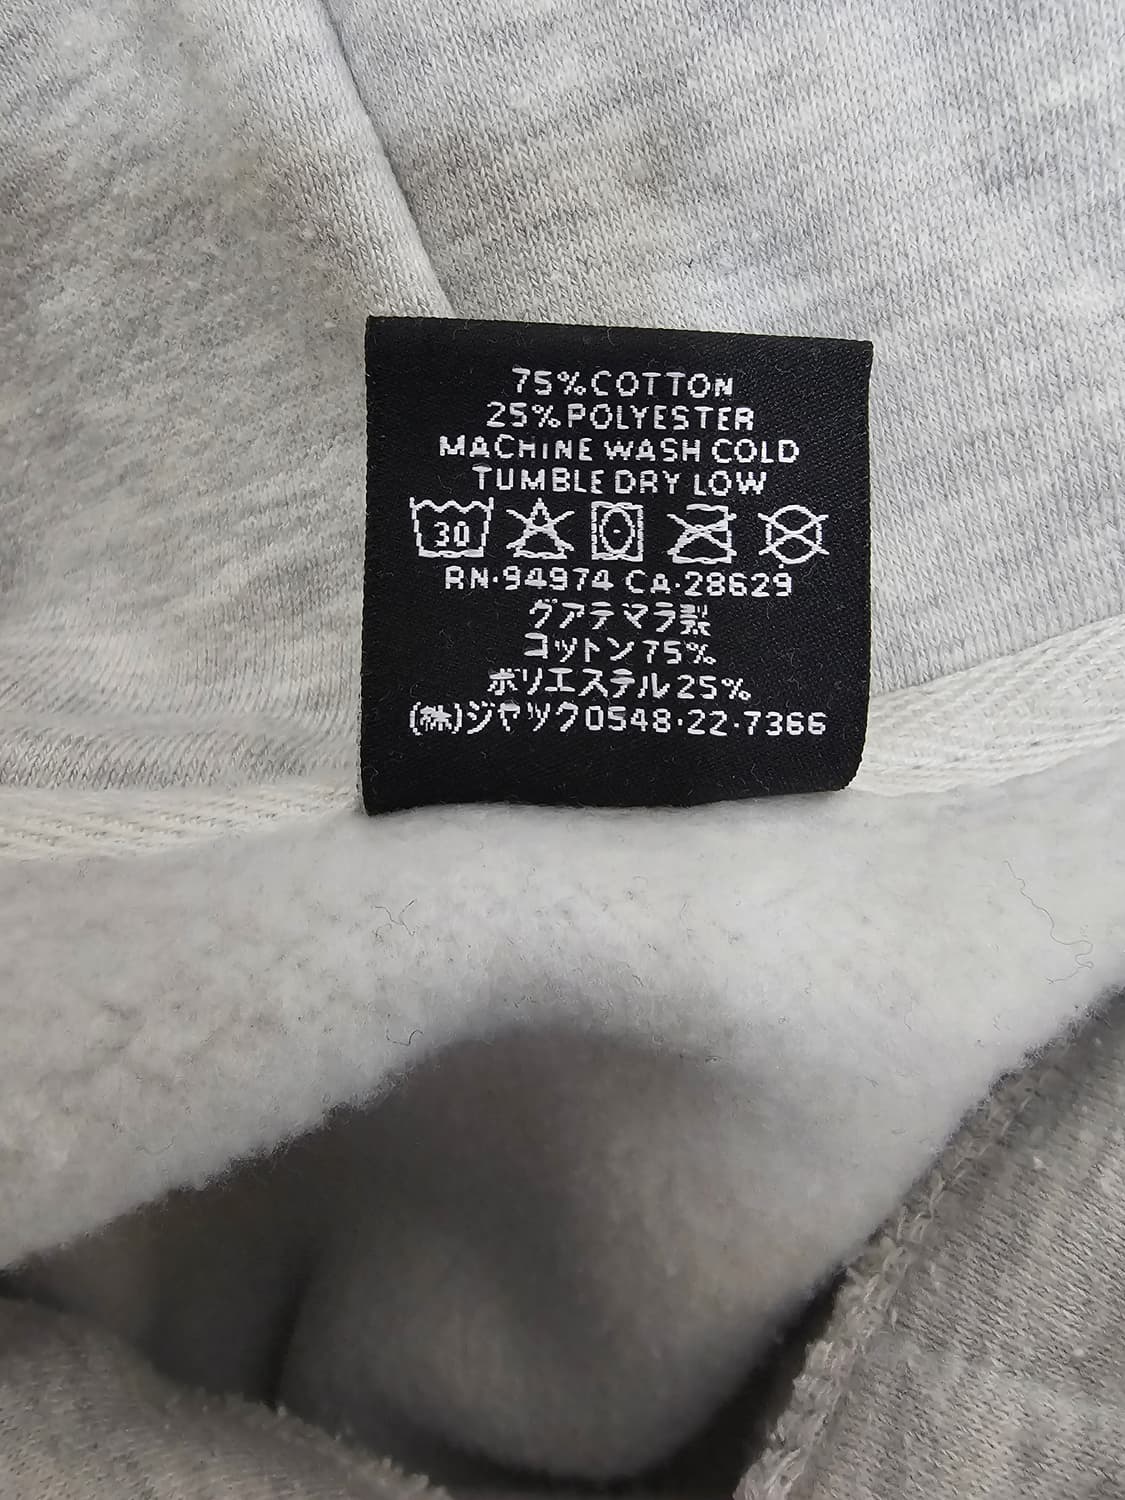 75%COTTON
25%POLYESTER
MACHINE WASH COLD
TUMBLE DRY LOW
30
RN·94974 CA·28629
グアテマラ製
コットン75%
ポリエステル25%
(株)ジヤツク0548·22·7366